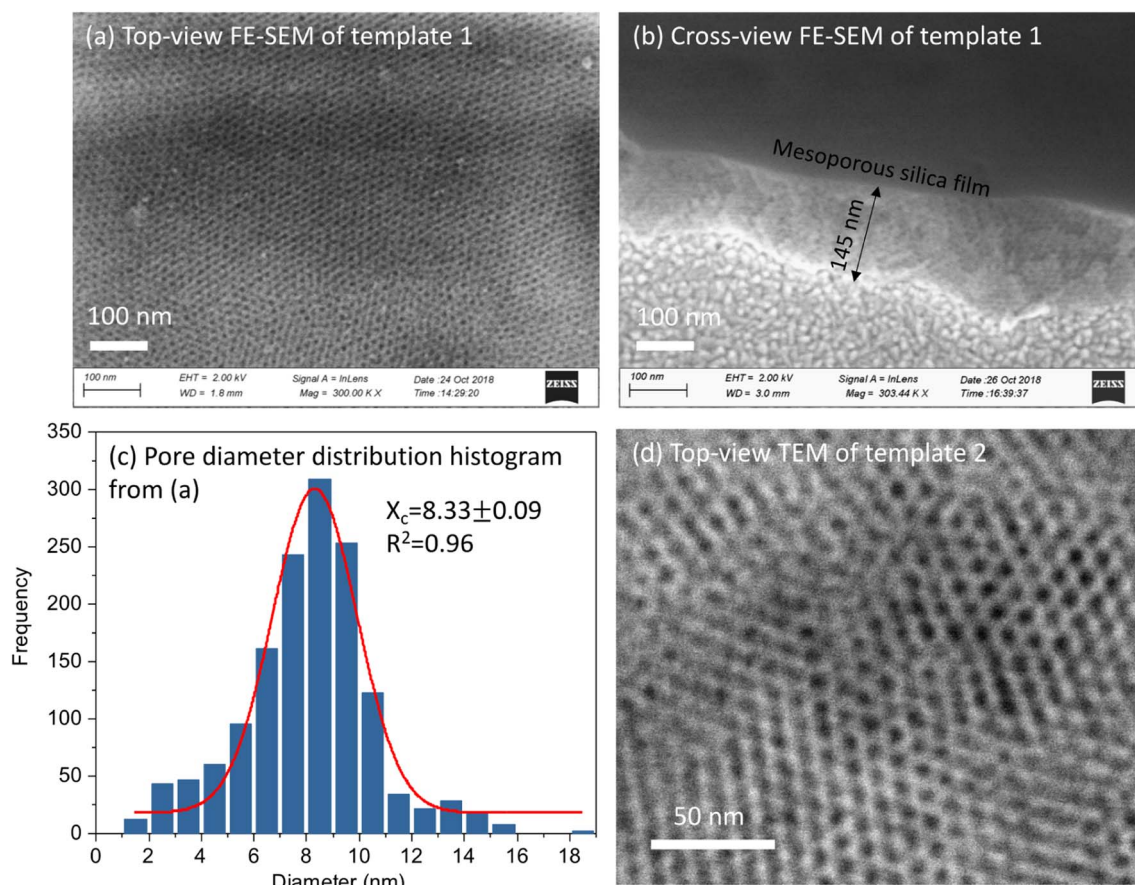 (a) Top-view FE-SEM of template 1
100 nm
100 nm
EHT = 2.00 kV
WD = 1.8 mm
Signal A = InLens
Mag = 300.00 K X
Date :24 Oct 2018
Time :14:29:20
ZEISS
(b) Cross-view FE-SEM of template 1
Mesoporous silica film
145 nm
100 nm
100 nm
EHT = 2.00 kV
WD = 3.0 mm
Signal A = InLens
Mag = 303.44 K X
Date :26 Oct 2018
Time :16:39:37
ZEISS
(c) Pore diameter distribution histogram
from (a)
Xc=8.33±0.09
R²=0.96
Frequency
350
300
250
200
150
100
50
0
0 2 4 6 8 10 12 14 16 18
Diameter (nm)
(d) Top-view TEM of template 2
50 nm